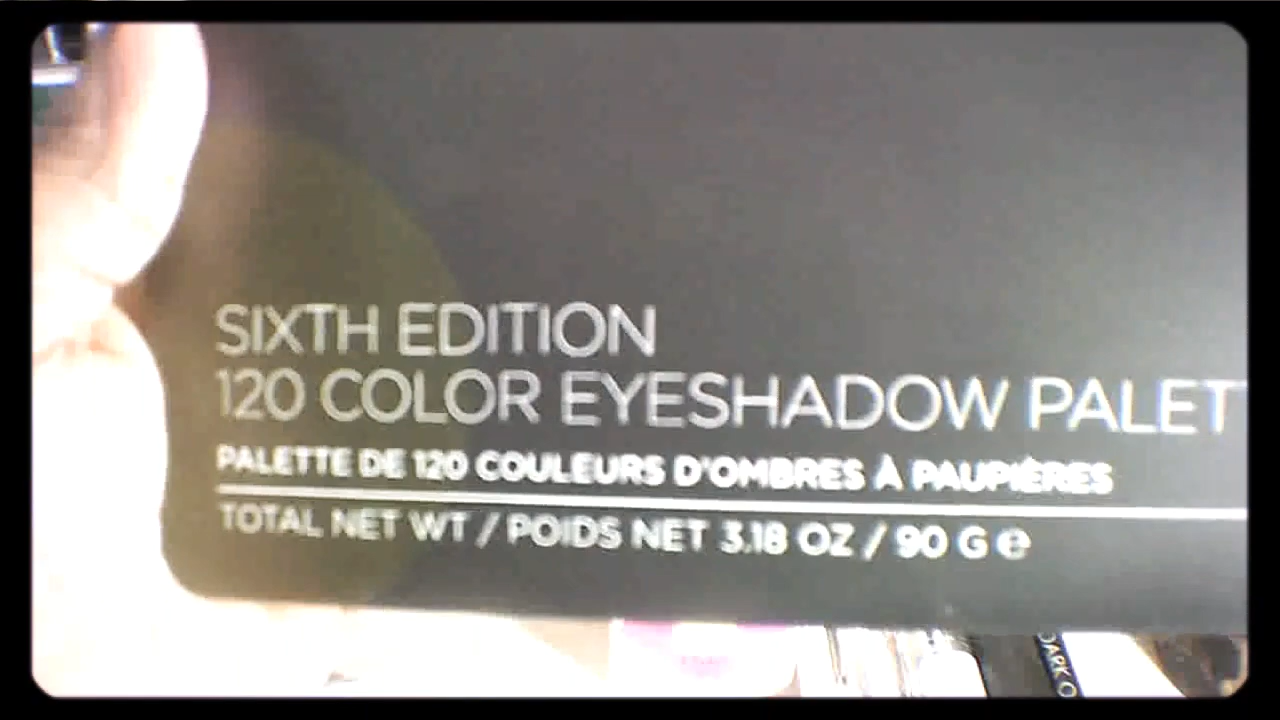 SIXTH EDITION
120 COLOR EYESHADOW PALET
PALETTE DE 120 COULEURS D'OMBRES À PAUPIÈRES
TOTAL NET WT / POIDS NET 3.18 OZ / 90 G e
DARK